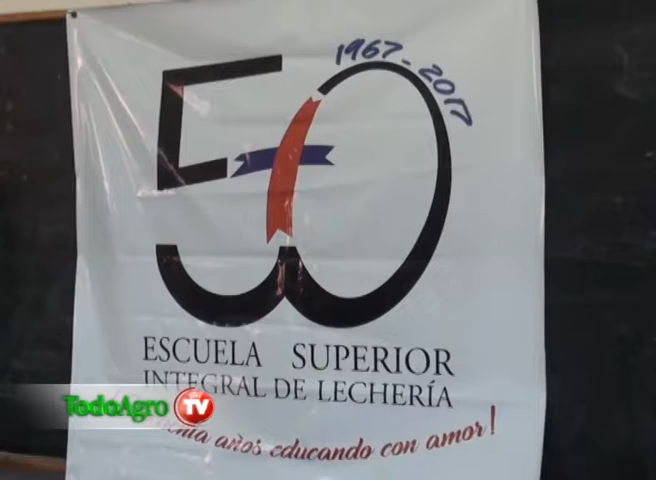 50
1967-2017
ESCUELA SUPERIOR
INTEGRAL DE LECHERÍA
años educando con amor!
TodoAgro TV